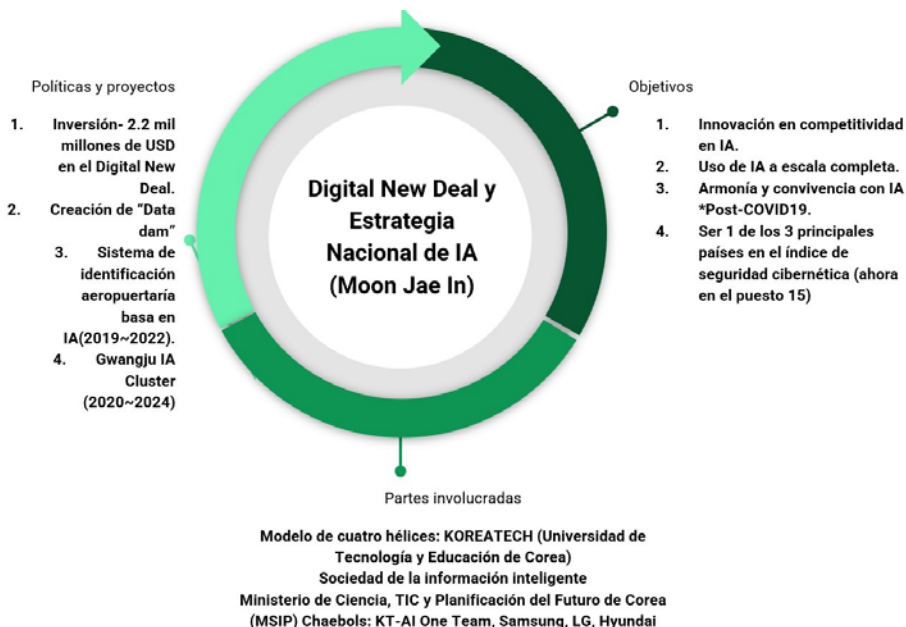 Políticas y proyectos
1. Inversión- 2.2 mil
millones de USD
en el Digital New
Deal.
2. Creación de “Data
dam”
3. Sistema de
identificación
aeropuertaría
basa en
IA(2019~2022).
4. Gwangju IA
Cluster
(2020~2024)
Digital New Deal y
Estrategia
Nacional de IA
(Moon Jae In)
Objetivos
1. Innovación en competitividad
en IA.
2. Uso de IA a escala completa.
3. Armonía y convivencia con IA
*Post-COVID19.
4. Ser 1 de los 3 principales
países en el índice de
seguridad cibernética (ahora
en el puesto 15)
Partes involucradas
Modelo de cuatro hélices: KOREATECH (Universidad de
Tecnología y Educación de Corea)
Sociedad de la información inteligente
Ministerio de Ciencia, TIC y Planificación del Futuro de Corea
(MSIP) Chaebols: KT-AI One Team, Samsung, LG, Hyundai